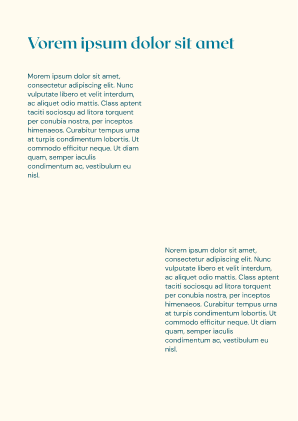 Vorem ipsum dolor sit amet
Morem ipsum dolor sit amet,
consectetur adipiscing elit. Nunc
vulputate libero et velit interdum,
ac aliquet odio mattis. Class aptent
taciti sociosqu ad litora torquent
per conubia nostra, per inceptos
himenaeos. Curabitur tempus urna
at turpis condimentum lobortis. Ut
commodo efficitur neque. Ut diam
quam, semper iaculis
condimentum ac, vestibulum eu
nisl.
Norem ipsum dolor sit amet,
consectetur adipiscing elit. Nunc
vulputate libero et velit interdum,
ac aliquet odio mattis. Class aptent
taciti sociosqu ad litora torquent
per conubia nostra, per inceptos
himenaeos. Curabitur tempus urna
at turpis condimentum lobortis. Ut
commodo efficitur neque. Ut diam
quam, semper iaculis
condimentum ac, vestibulum eu
nisl.